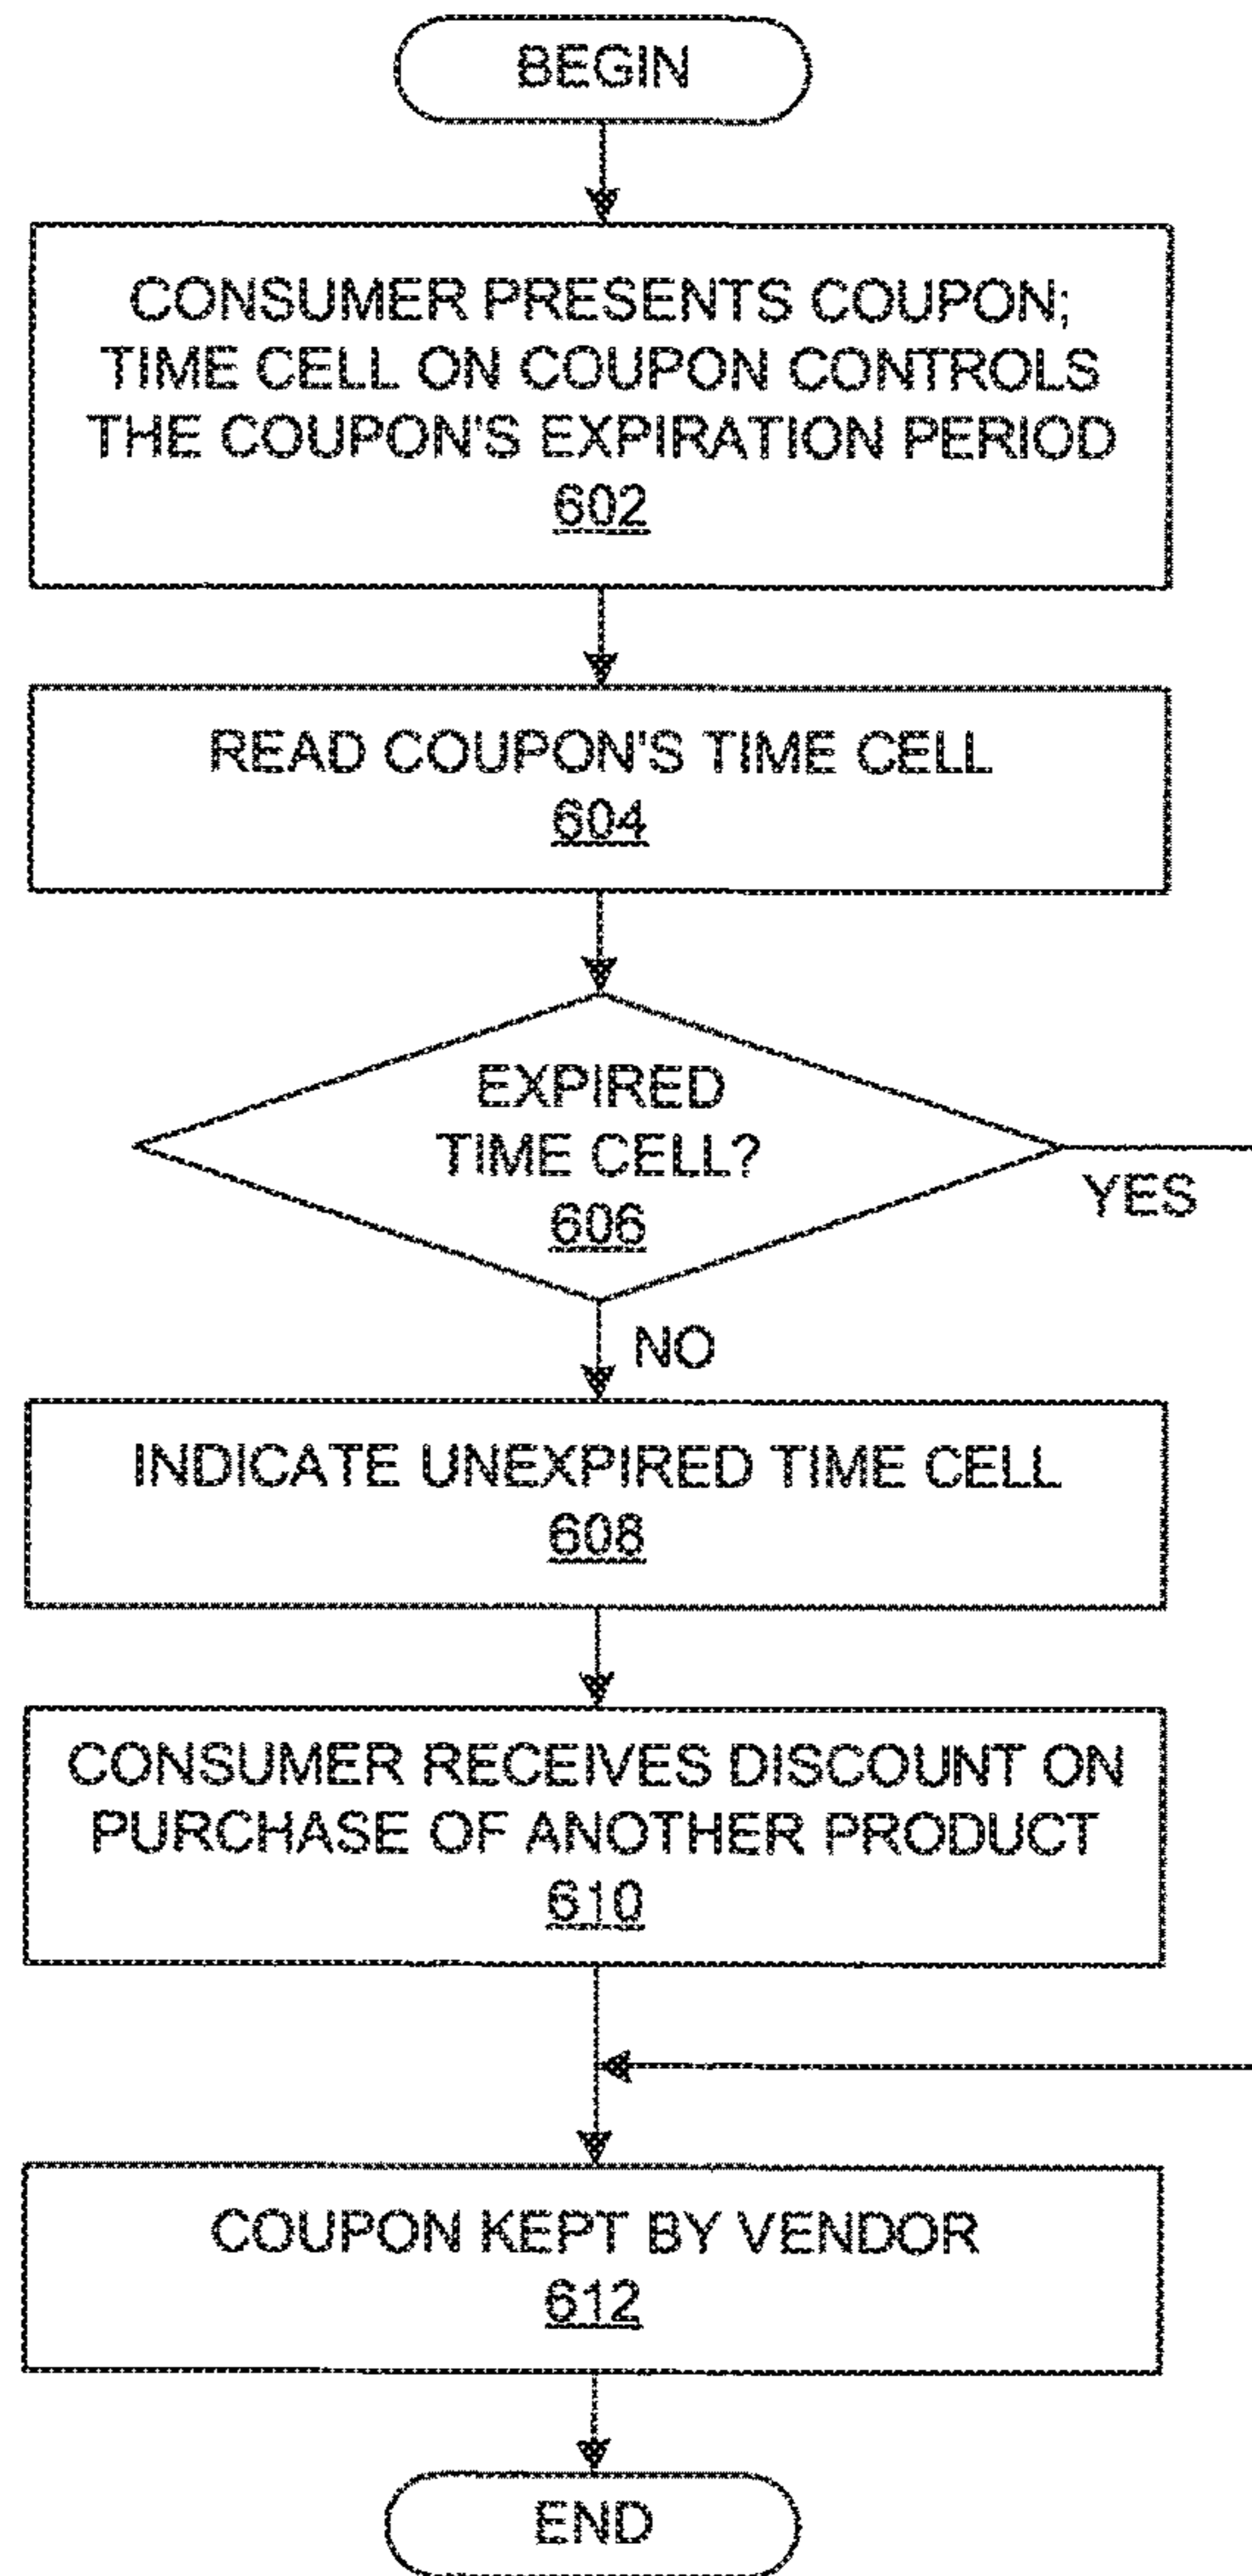 BEGIN
CONSUMER PRESENTS COUPON;
TIME CELL ON COUPON CONTROLS
THE COUPON'S EXPIRATION PERIOD
602
READ COUPON'S TIME CELL
604
EXPIRED
TIME CELL?
606
YES
NO
INDICATE UNEXPIRED TIME CELL
608
CONSUMER RECEIVES DISCOUNT ON
PURCHASE OF ANOTHER PRODUCT
610
COUPON KEPT BY VENDOR
612
END